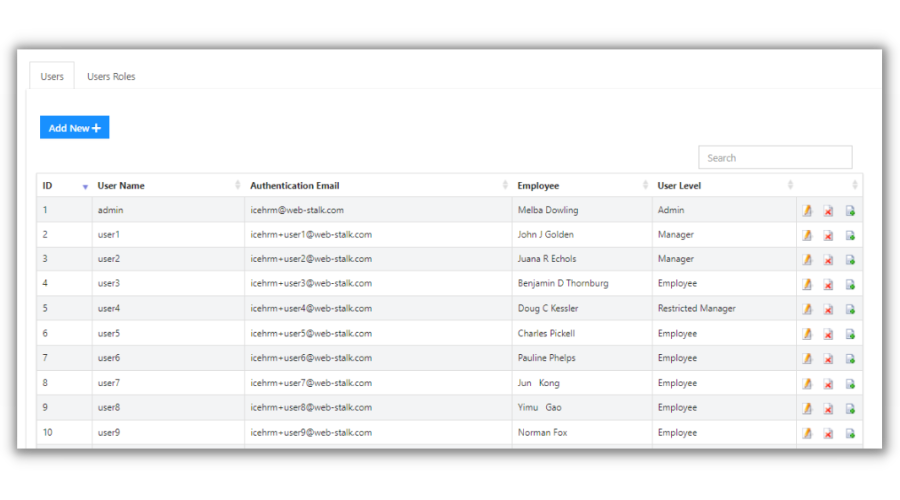 Users Users Roles
Add New
Search
ID User Name Authentication Email Employee User Level
1 admin icehrm@web-stalk.com Melba Dowling Admin
2 user1 icehrm+user1@web-stalk.com John J Golden Manager
3 user2 icehrm+user2@web-stalk.com Juana R Echols Manager
4 user3 icehrm+user3@web-stalk.com Benjamin D Thornburg Employee
5 user4 icehrm+user4@web-stalk.com Doug C Kessler Restricted Manager
6 user5 icehrm+user5@web-stalk.com Charles Pickell Employee
7 user6 icehrm+user6@web-stalk.com Pauline Phelps Employee
8 user7 icehrm+user7@web-stalk.com Jun Kong Employee
9 user8 icehrm+user8@web-stalk.com Yimu Gao Employee
10 user9 icehrm+user9@web-stalk.com Norman Fox Employee